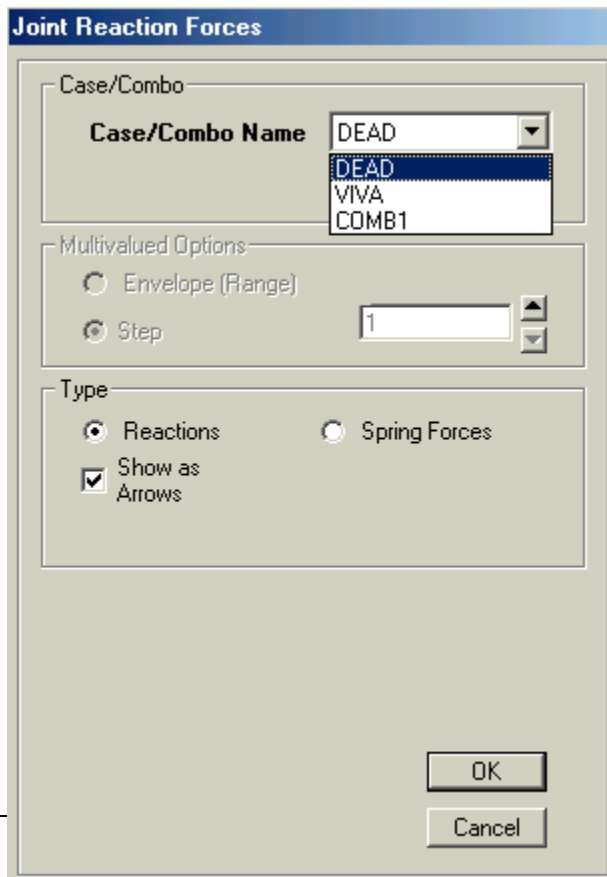 Joint Reaction Forces
Case/Combo
Case/Combo Name DEAD
DEAD
VIVA
COMB1
Multivalued Options
Envelope (Range)
Step 1
Type
Reactions Spring Forces
Show as
Arrows
OK
Cancel